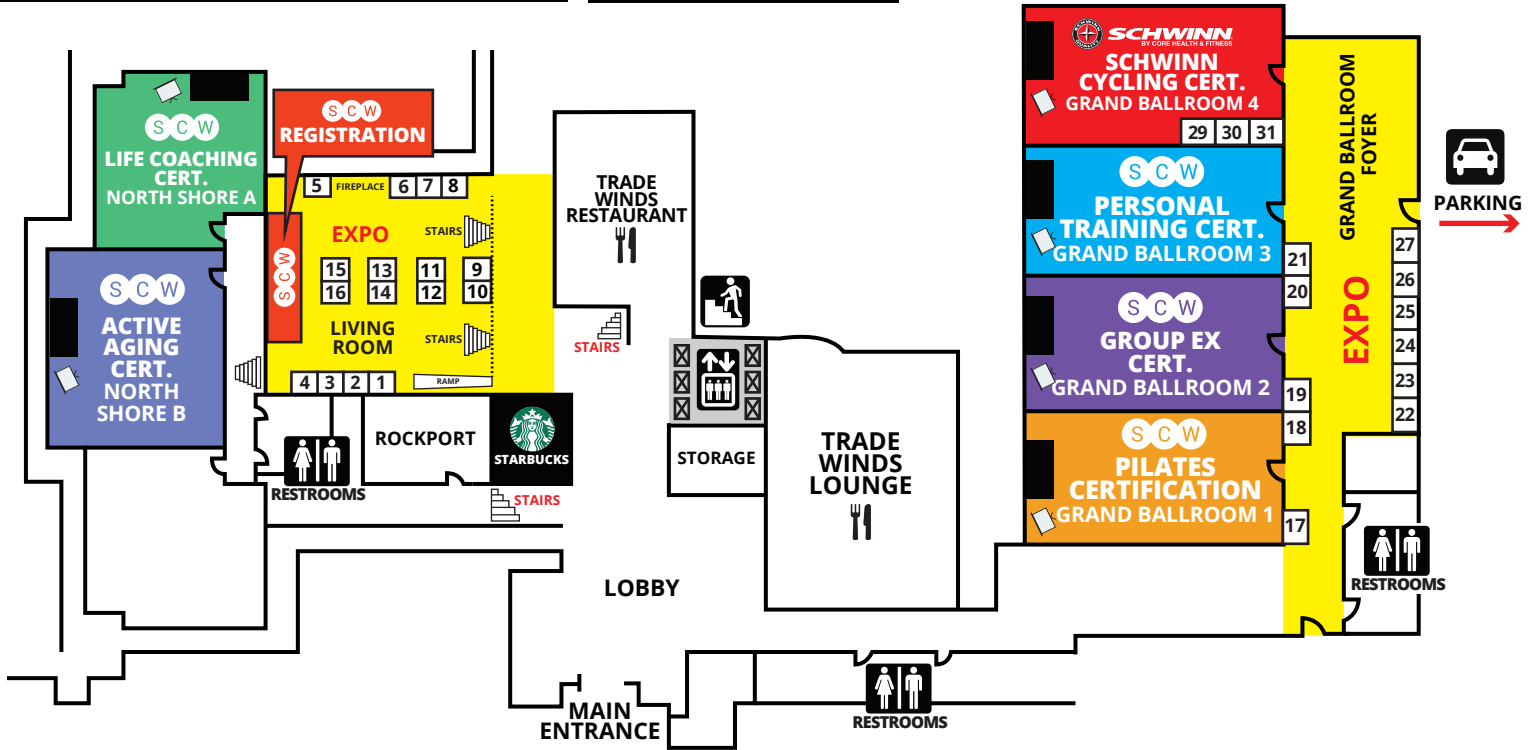 SCW
LIFE COACHING
CERT.
NORTH SHORE A
SCW
REGISTRATION
SCW
ACTIVE
AGING
CERT.
NORTH
SHORE B
SCW
5
FIREPLACE
6
7
8
EXPO
STAIRS
15
13
11
9
16
14
12
10
LIVING
ROOM
STAIRS
4
3
2
1
RAMP
RESTROOMS
ROCKPORT
STARBUCKS
STAIRS
TRADE
WINDS
RESTAURANT
STAIRS
STORAGE
TRADE
WINDS
LOUNGE
LOBBY
MAIN
ENTRANCE
RESTROOMS
SCHWINN
QUALITY
SCHWINN
BY CORE HEALTH & FITNESS
SCHWINN
CYCLING CERT.
GRAND BALLROOM 4
29
30
31
SCW
PERSONAL
TRAINING CERT.
GRAND BALLROOM 3
SCW
GROUP EX
CERT.
GRAND BALLROOM 2
SCW
PILATES
CERTIFICATION
GRAND BALLROOM 1
21
20
19
18
17
GRAND BALLROOM
FOYER
EXPO
27
26
25
24
23
22
PARKING
RESTROOMS